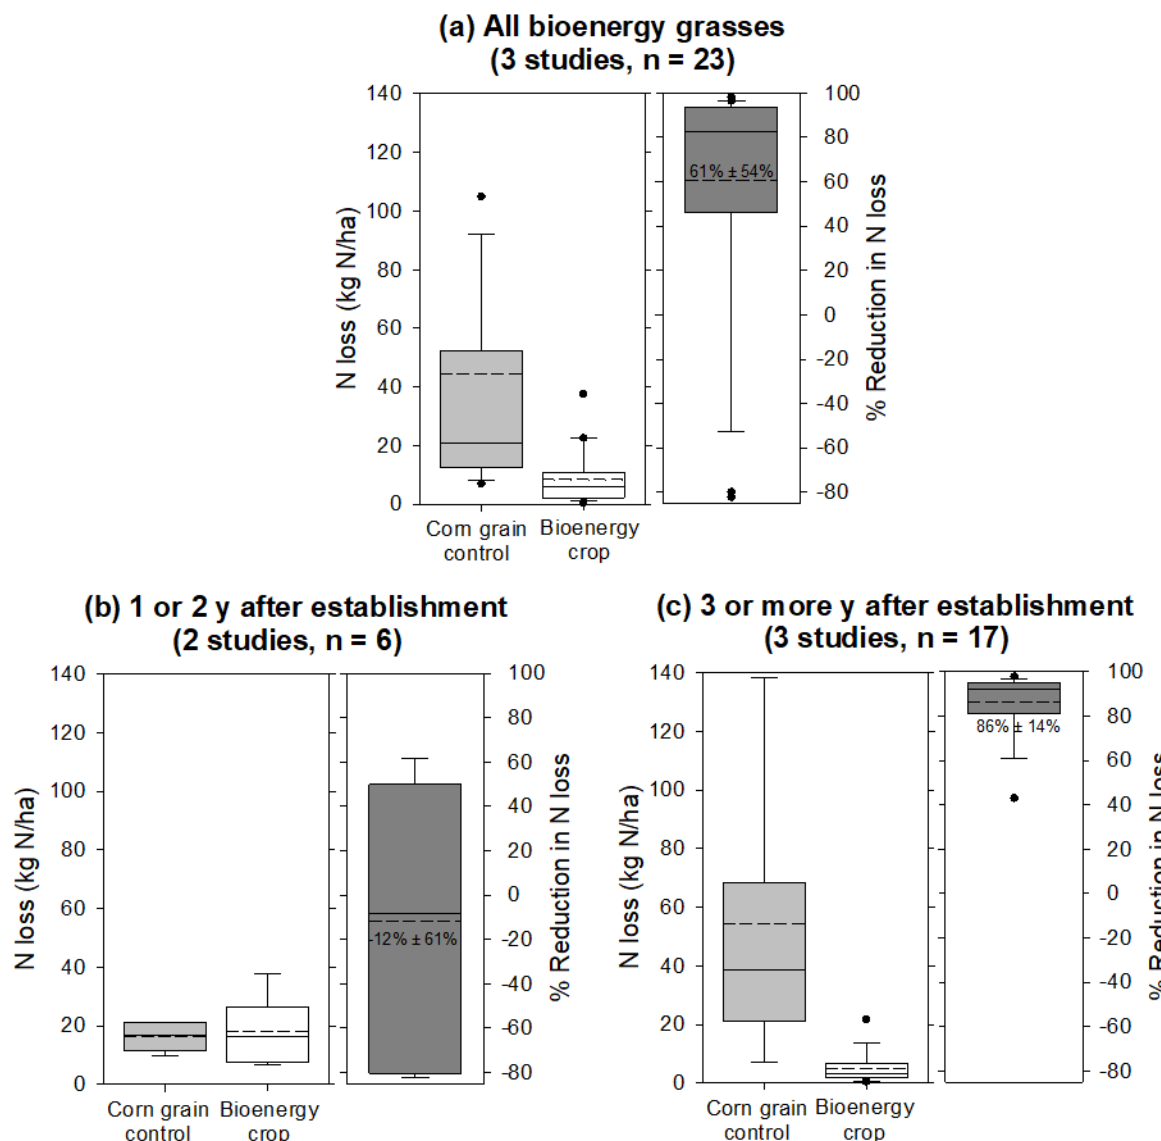 (a) All bioenergy grasses
(3 studies, n = 23)
N loss (kg N/ha)
140
120
100
80
60
40
20
0
Corn grain
control
Bioenergy
crop
61% ± 54%
100
80
60
40
20
0
-20
-40
-60
-80
% Reduction in N loss
(b) 1 or 2 y after establishment
(2 studies, n = 6)
N loss (kg N/ha)
140
120
100
80
60
40
20
0
Corn grain
control
Bioenergy
crop
-12% ± 61%
100
80
60
40
20
0
-20
-40
-60
-80
% Reduction in N loss
(c) 3 or more y after establishment
(3 studies, n = 17)
N loss (kg N/ha)
140
120
100
80
60
40
20
0
Corn grain
control
Bioenergy
crop
86% ± 14%
100
80
60
40
20
0
-20
-40
-60
-80
% Reduction in N loss